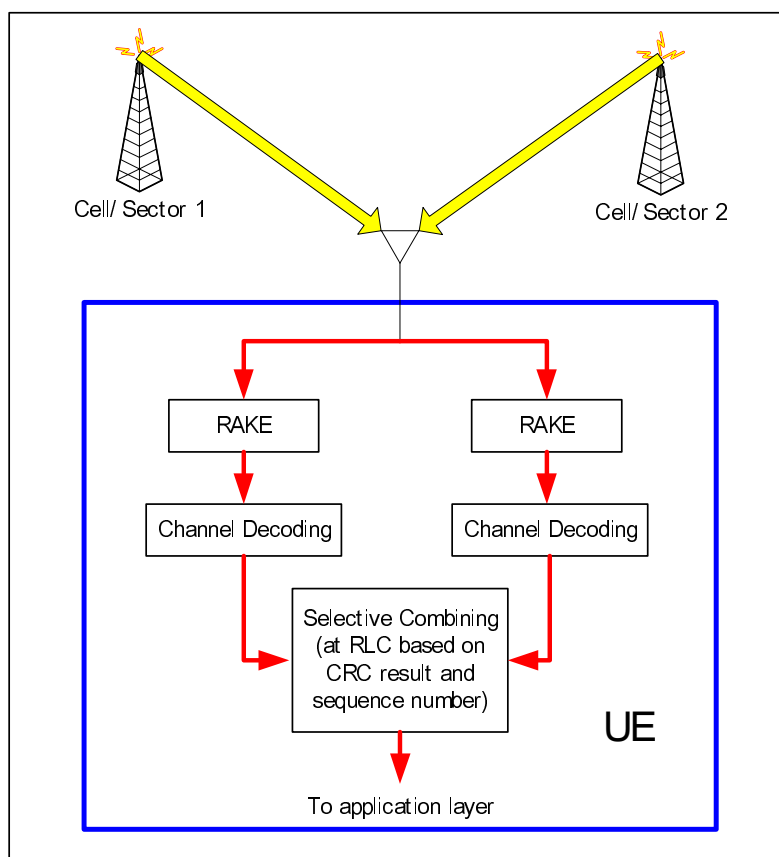 Cell/ Sector 1
Cell/ Sector 2
RAKE
RAKE
Channel Decoding
Channel Decoding
Selective Combining
(at RLC based on
CRC result and
sequence number)
UE
To application layer